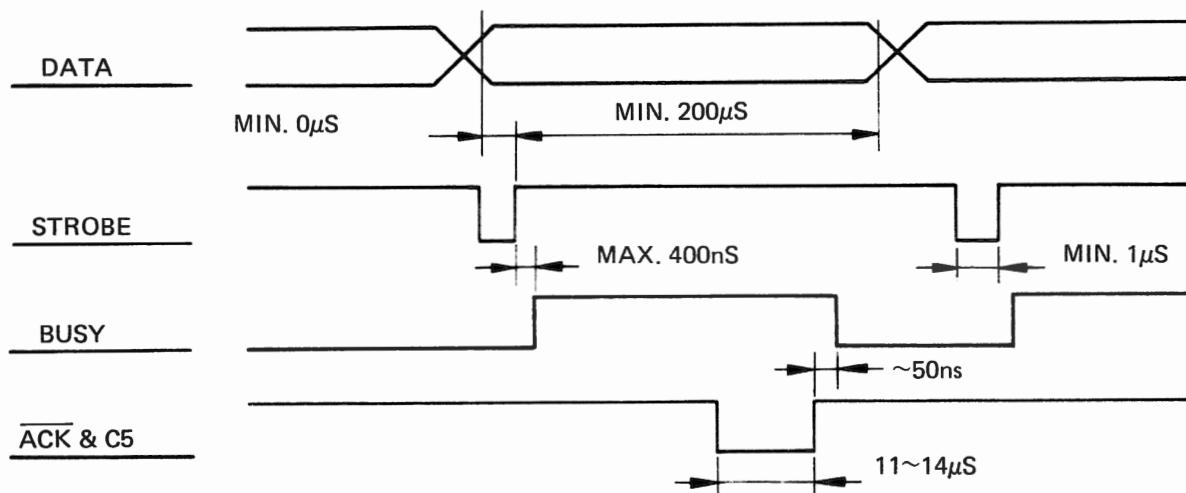 DATA
MIN. 0μS
MIN. 200μS
STROBE
MAX. 400nS
MIN. 1μS
BUSY
~50ns
ACK & C5
11~14μS